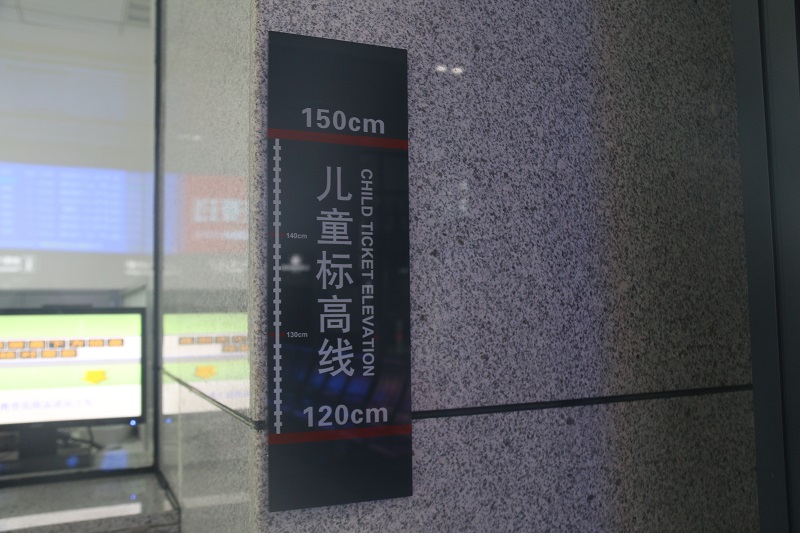 150cm
140cm
儿童标高线
CHILD TICKET ELEVATION
130cm
120cm